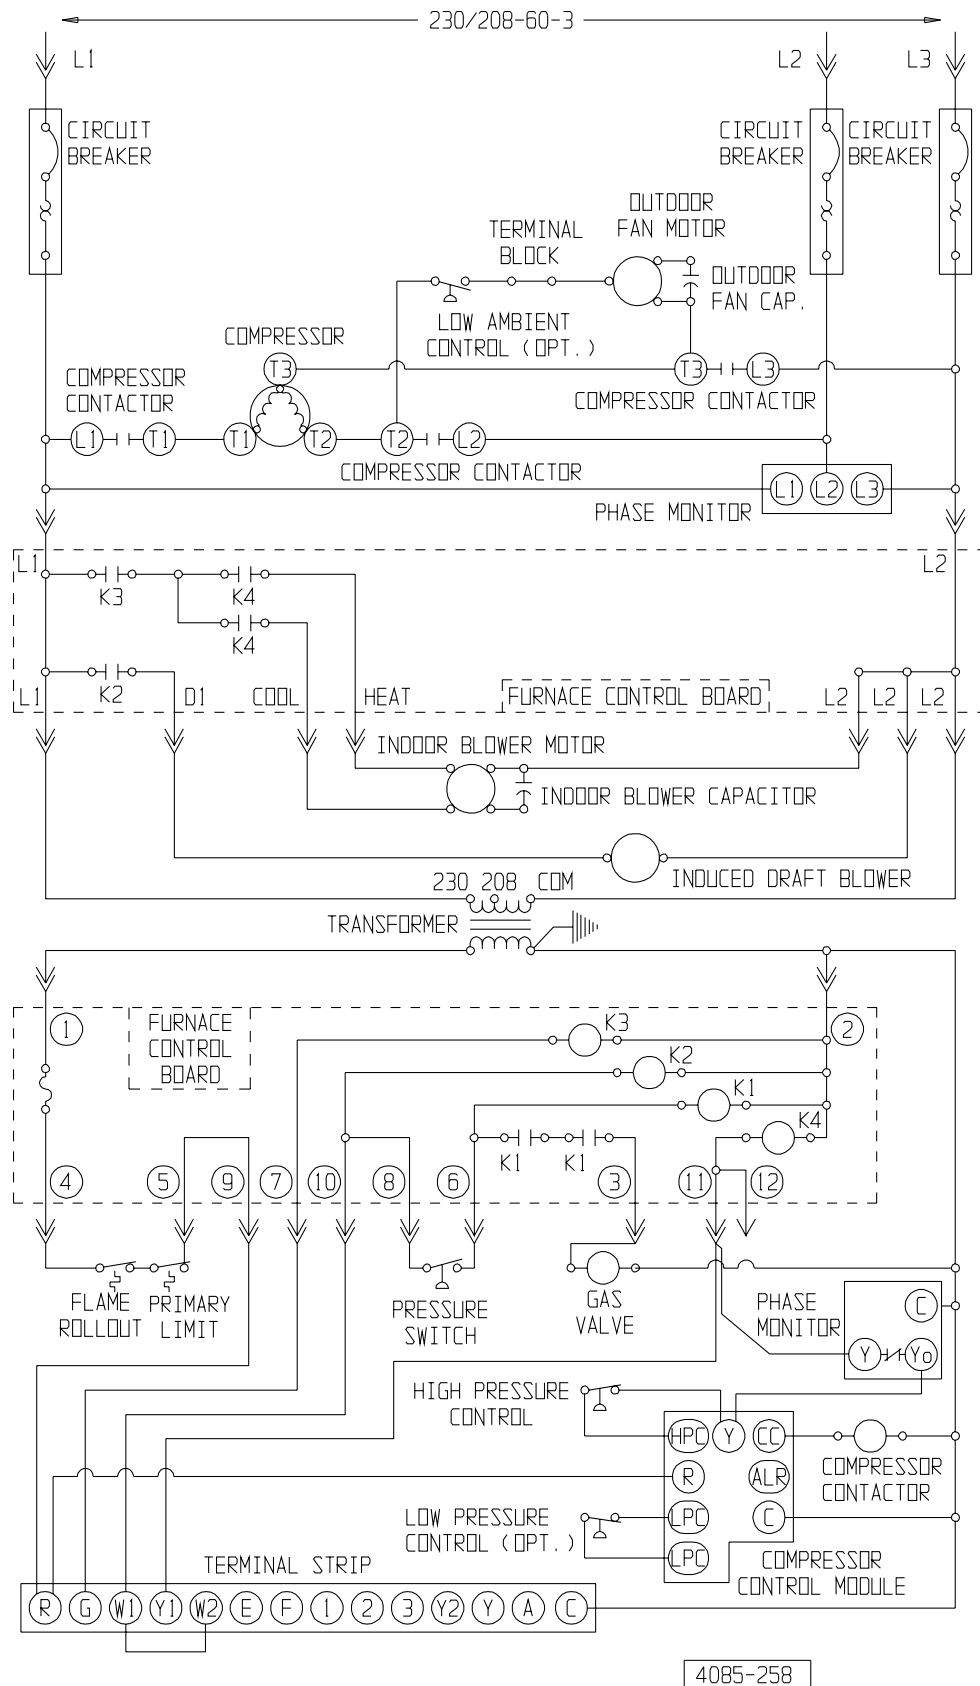 230/208-60-3
L1
L2
L3
CIRCUIT
BREAKER
CIRCUIT
BREAKER
CIRCUIT
BREAKER
OUTDOOR
FAN MOTOR
TERMINAL
BLOCK
OUTDOOR
FAN CAP.
LOW AMBIENT
CONTROL (OPT.)
COMPRESSOR
T3
T3
L3
COMPRESSOR
CONTACTOR
COMPRESSOR CONTACTOR
L1
T1
T1
T2
T2
L2
COMPRESSOR CONTACTOR
L1
L2
L3
PHASE MONITOR
L1
L2
K3
K4
K4
L1
K2
D1
COOL
HEAT
FURNACE CONTROL BOARD
L2
L2
L2
INDOOR BLOWER MOTOR
INDOOR BLOWER CAPACITOR
INDUCED DRAFT BLOWER
230 208 COM
TRANSFORMER
1
FURNACE
CONTROL
BOARD
K3
2
K2
K1
K4
K1
K1
4
5
9
7
10
8
6
3
11
12
FLAME
ROLLOUT
PRIMARY
LIMIT
PRESSURE
SWITCH
GAS
VALVE
PHASE
MONITOR
C
Y
Yo
HIGH PRESSURE
CONTROL
HPC
Y
CC
COMPRESSOR
CONTACTOR
R
ALR
LOW PRESSURE
CONTROL (OPT.)
LPC
C
LPC
COMPRESSOR
CONTROL MODULE
TERMINAL STRIP
R
G
W1
Y1
W2
E
F
1
2
3
Y2
Y
A
C
4085-258